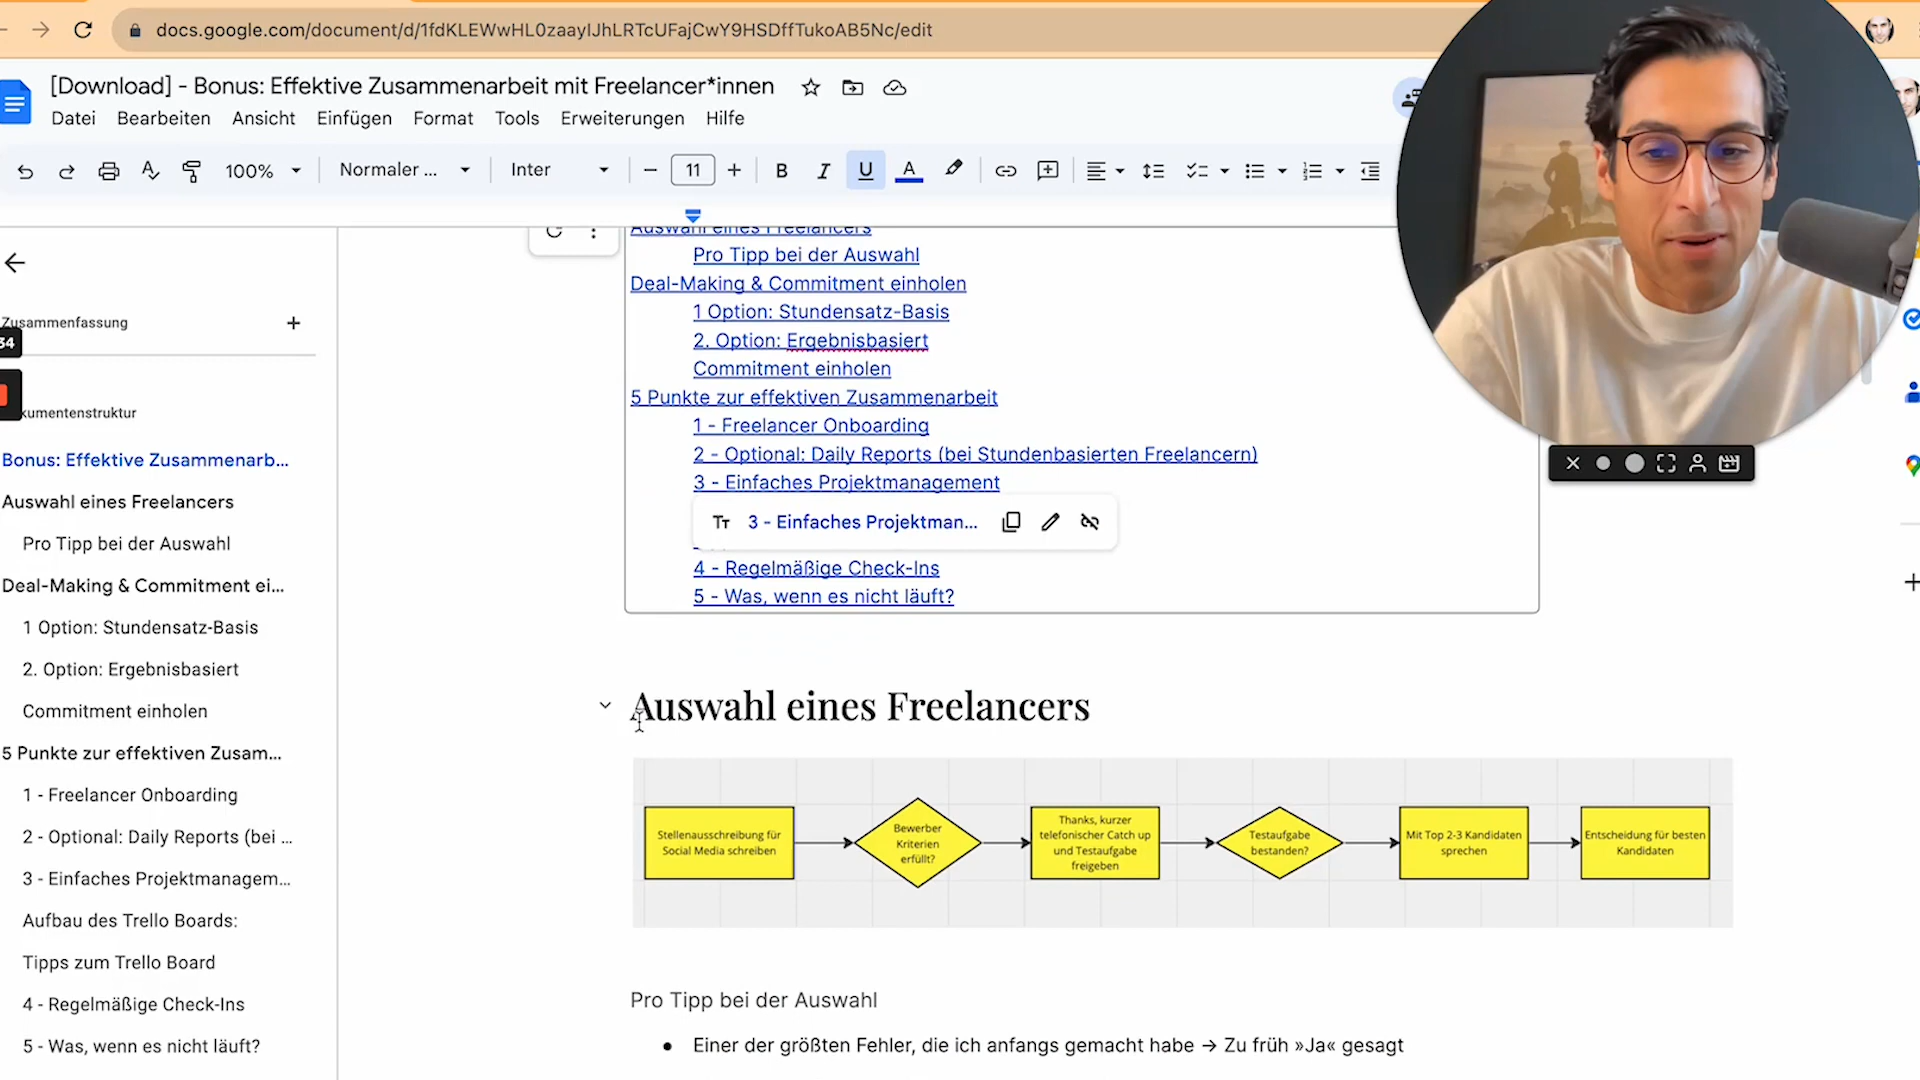 docs.google.com/document/d/1fdKLEWwHL0zaayIJhLRTcUFajCwY9HSDffTukoAB5Nc/edit
[Download] - Bonus: Effektive Zusammenarbeit mit Freelancer*innen
Datei Bearbeiten Ansicht Einfügen Format Tools Erweiterungen Hilfe
100% Normaler ... Inter 11 B I U A
Zusammenfassung
34
kumentenstruktur
Bonus: Effektive Zusammenarb...
Auswahl eines Freelancers
Pro Tipp bei der Auswahl
Deal-Making & Commitment ei...
1 Option: Stundensatz-Basis
2. Option: Ergebnisbasiert
Commitment einholen
5 Punkte zur effektiven Zusam...
1 - Freelancer Onboarding
2 - Optional: Daily Reports (bei ...
3 - Einfaches Projektmanagem...
Aufbau des Trello Boards:
Tipps zum Trello Board
4 - Regelmäßige Check-Ins
5 - Was, wenn es nicht läuft?
Auswahl eines Freelancers
Pro Tipp bei der Auswahl
Deal-Making & Commitment einholen
1 Option: Stundensatz-Basis
2. Option: Ergebnisbasiert
Commitment einholen
5 Punkte zur effektiven Zusammenarbeit
1 - Freelancer Onboarding
2 - Optional: Daily Reports (bei Stundenbasierten Freelancern)
3 - Einfaches Projektmanagement
Tт 3 - Einfaches Projektman...
4 - Regelmäßige Check-Ins
5 - Was, wenn es nicht läuft?
Auswahl eines Freelancers
Stellenausschreibung für
Social Media schreiben
Bewerber
Kriterien
erfüllt?
Thanks, kurzer
telefonischer Catch up
und Testaufgabe
freigeben
Testaufgabe
bestanden?
Mit Top 2-3 Kandidaten
sprechen
Entscheidung für besten
Kandidaten
Pro Tipp bei der Auswahl
● Einer der größten Fehler, die ich anfangs gemacht habe → Zu früh »Ja« gesagt